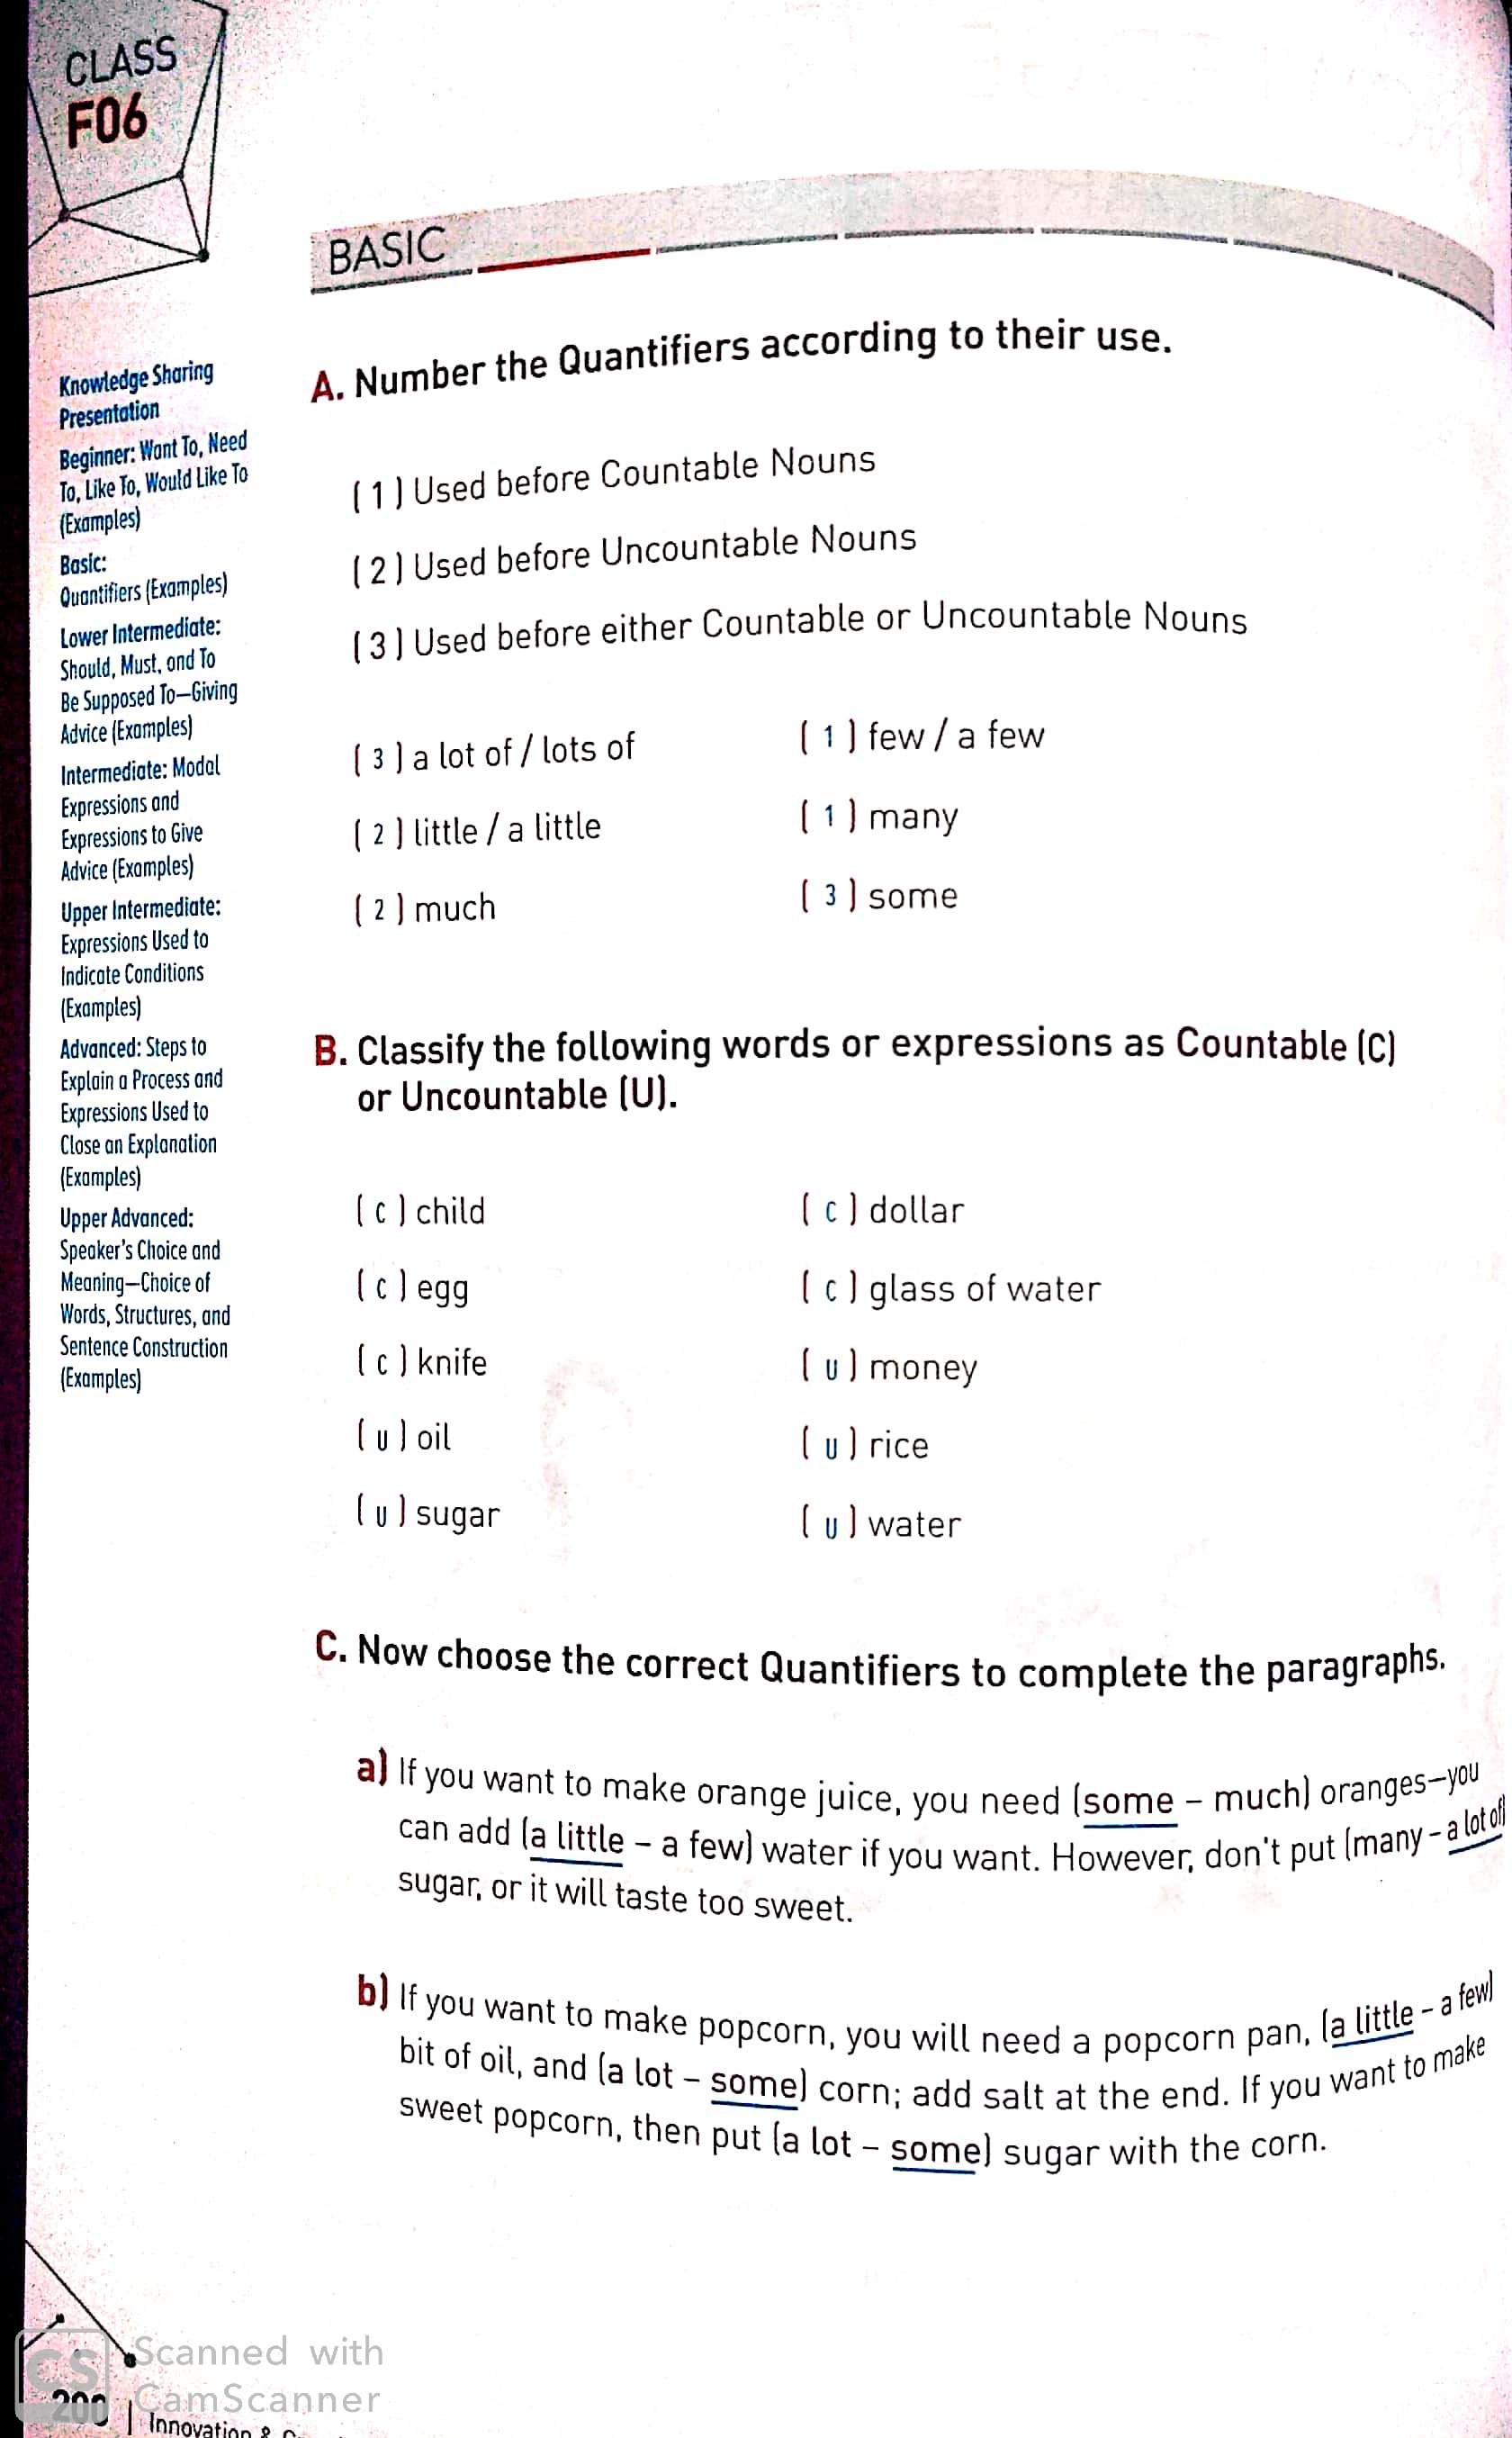 CLASS
F06
BASIC
Knowledge Sharing
Presentation
Beginner: Want To, Need
To, Like To, Would Like To
(Examples)
Basic:
Quantifiers (Examples)
Lower Intermediate:
Should, Must, and To
Be Supposed To—Giving
Advice (Examples)
Intermediate: Modal
Expressions and
Expressions to Give
Advice (Examples)
Upper Intermediate:
Expressions Used to
Indicate Conditions
(Examples)
Advanced: Steps to
Explain a Process and
Expressions Used to
Close an Explanation
(Examples)
Upper Advanced:
Speaker's Choice and
Meaning—Choice of
Words, Structures, and
Sentence Construction
(Examples)
A. Number the Quantifiers according to their use.
( 1 ) Used before Countable Nouns
( 2 ) Used before Uncountable Nouns
( 3 ) Used before either Countable or Uncountable Nouns
( 3 ) a lot of / lots of
( 1 ) few / a few
( 2 ) little / a little
( 1 ) many
( 2 ) much
( 3 ) some
B. Classify the following words or expressions as Countable (C)
or Uncountable (U).
( C ) child
( C ) dollar
( C ) egg
( C ) glass of water
( C ) knife
( U ) money
( U ) oil
( U ) rice
( U ) sugar
( U ) water
C. Now choose the correct Quantifiers to complete the paragraphs.
a) If you want to make orange juice, you need (some – much) oranges—you
can add (a little – a few) water if you want. However, don't put (many – a lot of)
sugar, or it will taste too sweet.
b) If you want to make popcorn, you will need a popcorn pan, (a little – a few)
bit of oil, and (a lot – some) corn; add salt at the end. If you want to make
sweet popcorn, then put (a lot – some) sugar with the corn.
CS
Scanned with
CamScanner
Innovation &